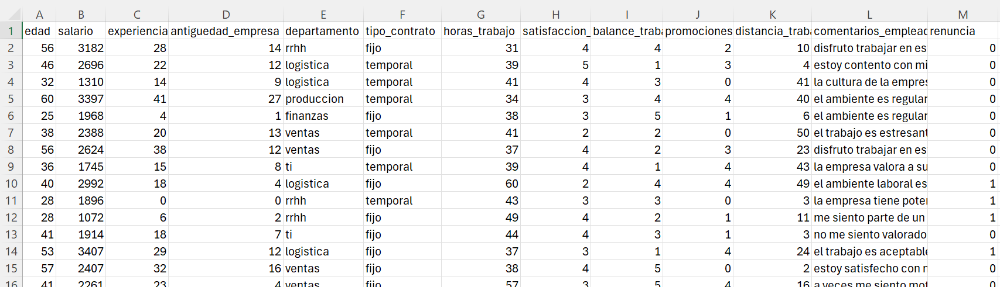 A B C D E F G H I J K L M
1 edad salario experiencia antiguedad_empresa departamento tipo_contrato horas_trabajo satisfaccion_ balance_traba promociones distancia_traba comentarios_emplead renuncia
2 56 3182 28 14 rrhh fijo 31 4 4 2 10 disfruto trabajar en es 0
3 46 2696 22 12 logistica temporal 39 5 1 3 4 estoy contento con mi 0
4 32 1310 14 9 logistica temporal 41 4 3 0 41 la cultura de la empres 0
5 60 3397 41 27 produccion temporal 34 3 4 4 40 el ambiente es regular 0
6 25 1968 4 1 finanzas fijo 38 3 5 1 6 el ambiente es regular 0
7 38 2388 20 13 ventas temporal 41 2 2 0 50 el trabajo es estresant 0
8 56 2624 38 12 ventas fijo 37 4 2 3 23 disfruto trabajar en es 0
9 36 1745 15 8 ti temporal 39 4 1 4 43 la empresa valora a su 0
10 40 2992 18 4 logistica fijo 60 2 4 4 49 el ambiente laboral es 1
11 28 1896 0 0 rrhh temporal 43 3 3 0 3 la empresa tiene poter 1
12 28 1072 6 2 rrhh fijo 49 4 2 1 11 me siento parte de un 1
13 41 1914 18 7 ti fijo 44 4 3 1 3 no me siento valorado 0
14 53 3407 29 12 logistica fijo 37 3 1 4 24 el trabajo es aceptable 1
15 57 2407 32 16 ventas fijo 38 4 5 0 2 estoy satisfecho con 0
16 41 2261 23 4 ventas fijo 57 3 5 4 16 a veces me siento mot 0